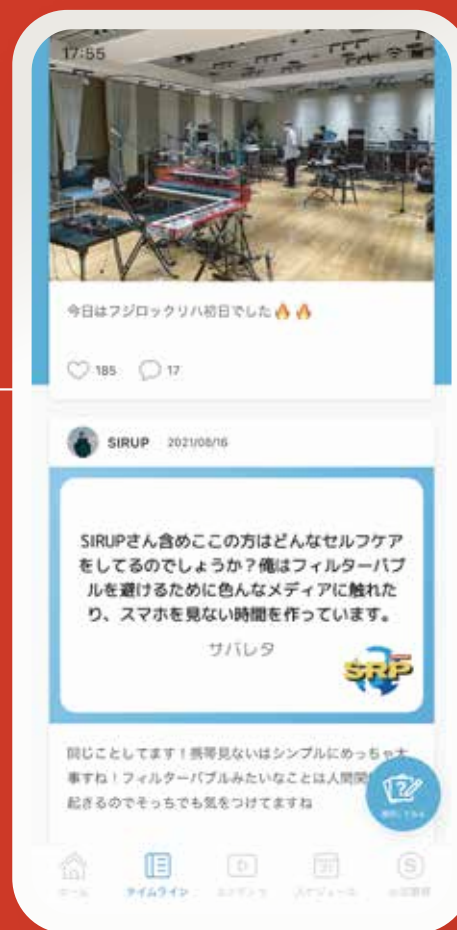 17:55
今日はフジロックリハ初日でした🔥🔥
185 17
SIRUP 2021/08/16
SIRUPさん含めここの方はどんなセルフケア
をしてるのでしょうか?俺はフィルターバブ
ルを避けるために色んなメディアに触れた
り、スマホを見ない時間を作っています。
サバレタ
SRP
同じことしてます！携帯見ないはシンプルにめっちゃ大
事すね！フィルターバブルみたいなことは人間関
起きるのでそっちでも気をつけてますね
ホーム タイムライン スケジュール